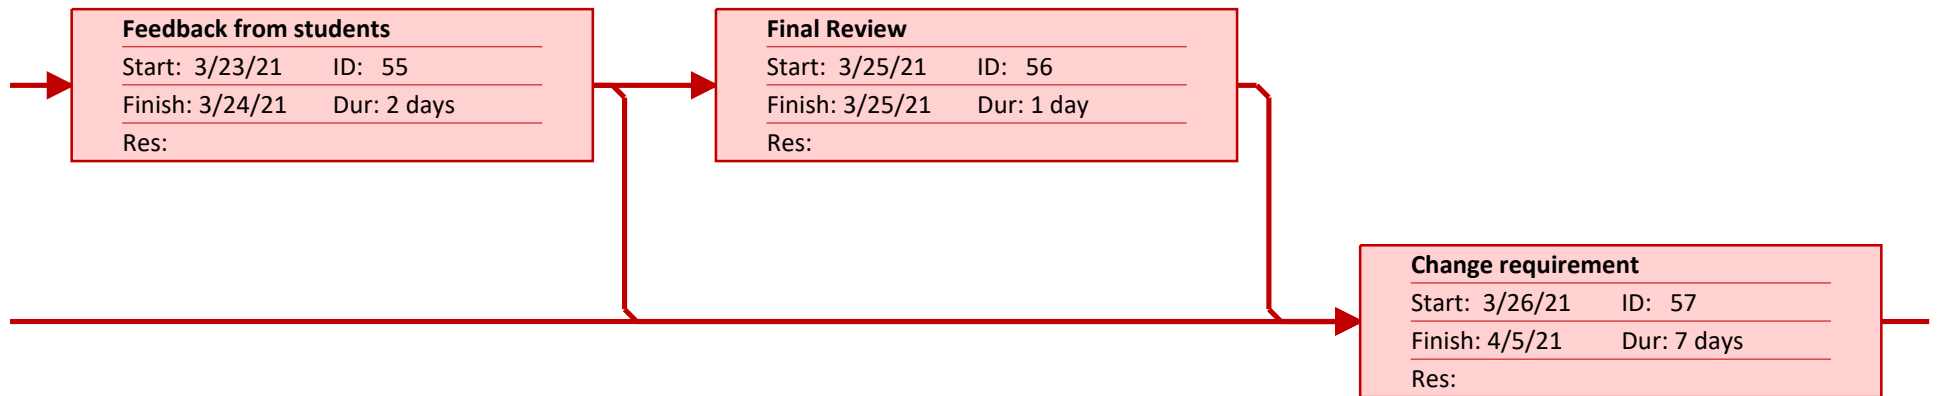 Feedback from students
Start: 3/23/21 ID: 55
Finish: 3/24/21 Dur: 2 days
Res:
Final Review
Start: 3/25/21 ID: 56
Finish: 3/25/21 Dur: 1 day
Res:
Change requirement
Start: 3/26/21 ID: 57
Finish: 4/5/21 Dur: 7 days
Res: